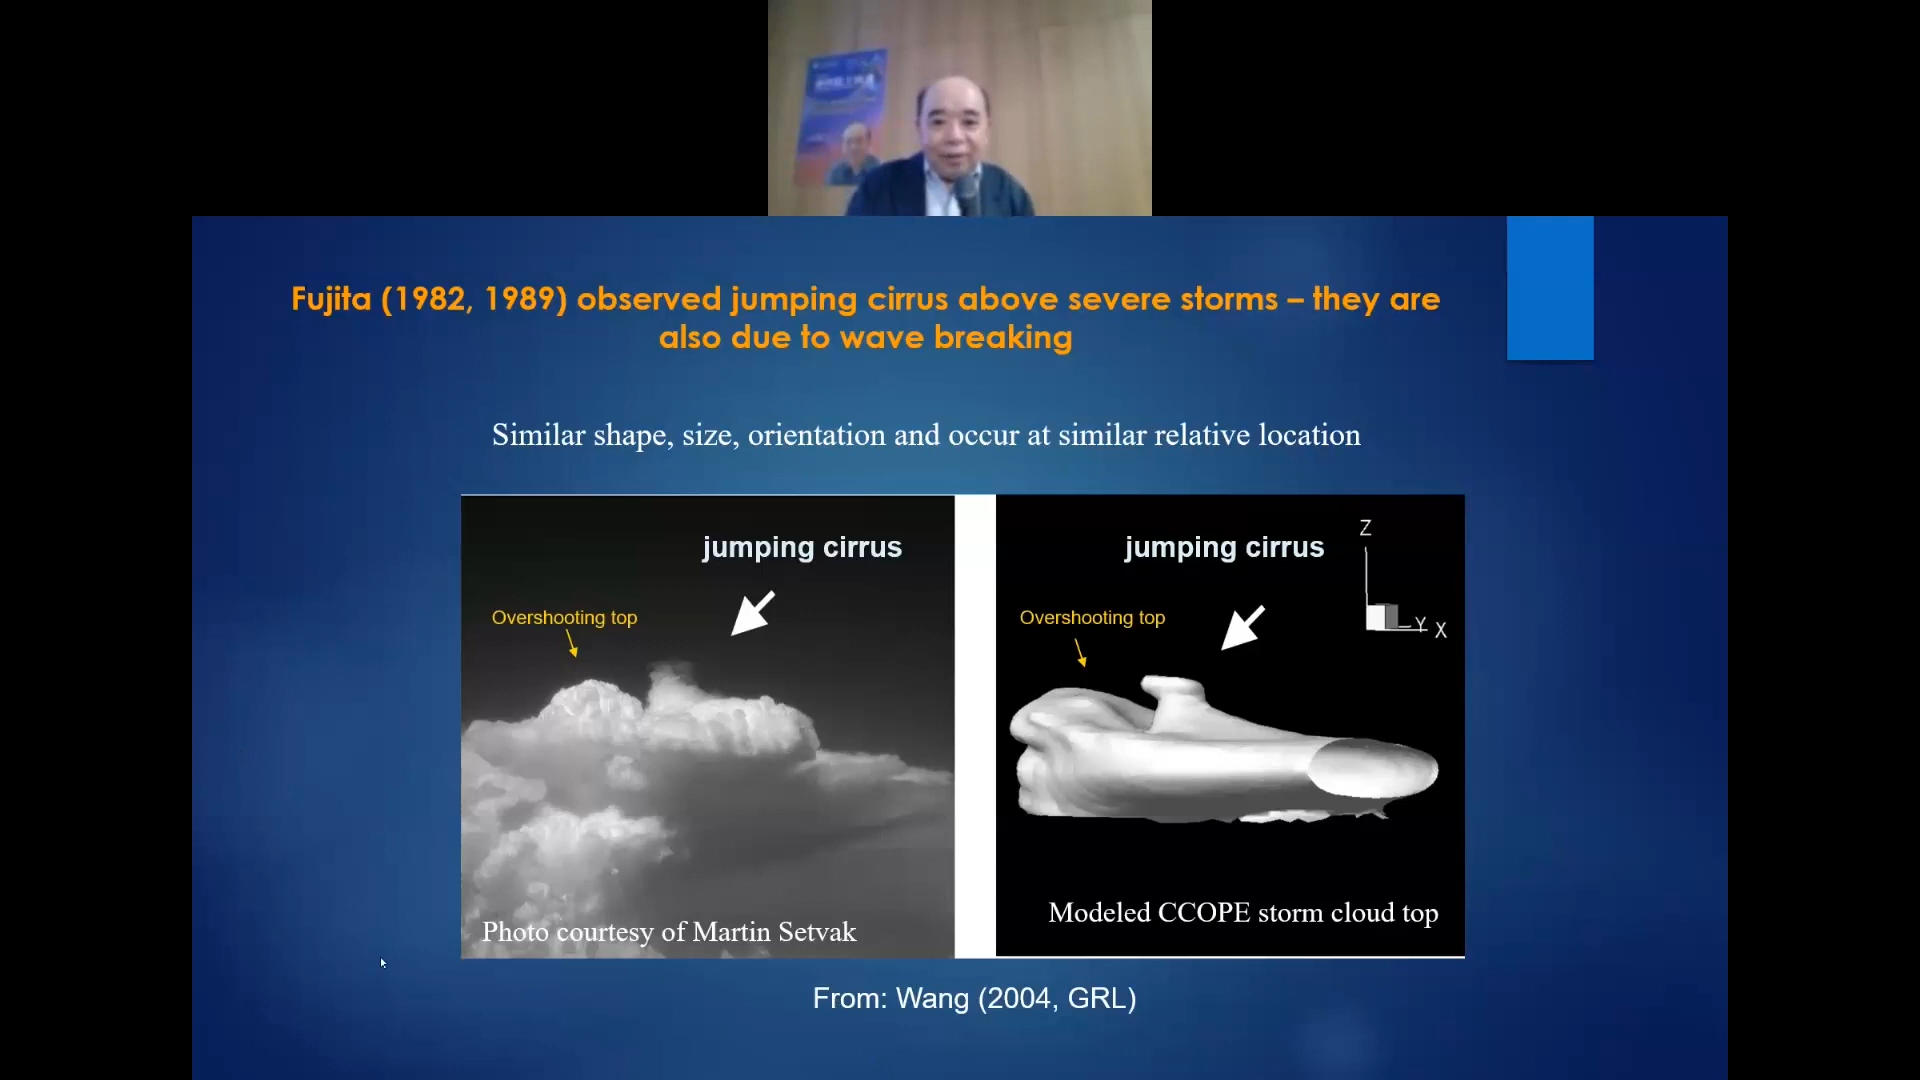 Fujita (1982, 1989) observed jumping cirrus above severe storms – they are
also due to wave breaking
Similar shape, size, orientation and occur at similar relative location
jumping cirrus
Overshooting top
Photo courtesy of Martin Setvak
jumping cirrus
Overshooting top
Z
Y
X
Modeled CCOPE storm cloud top
From: Wang (2004, GRL)